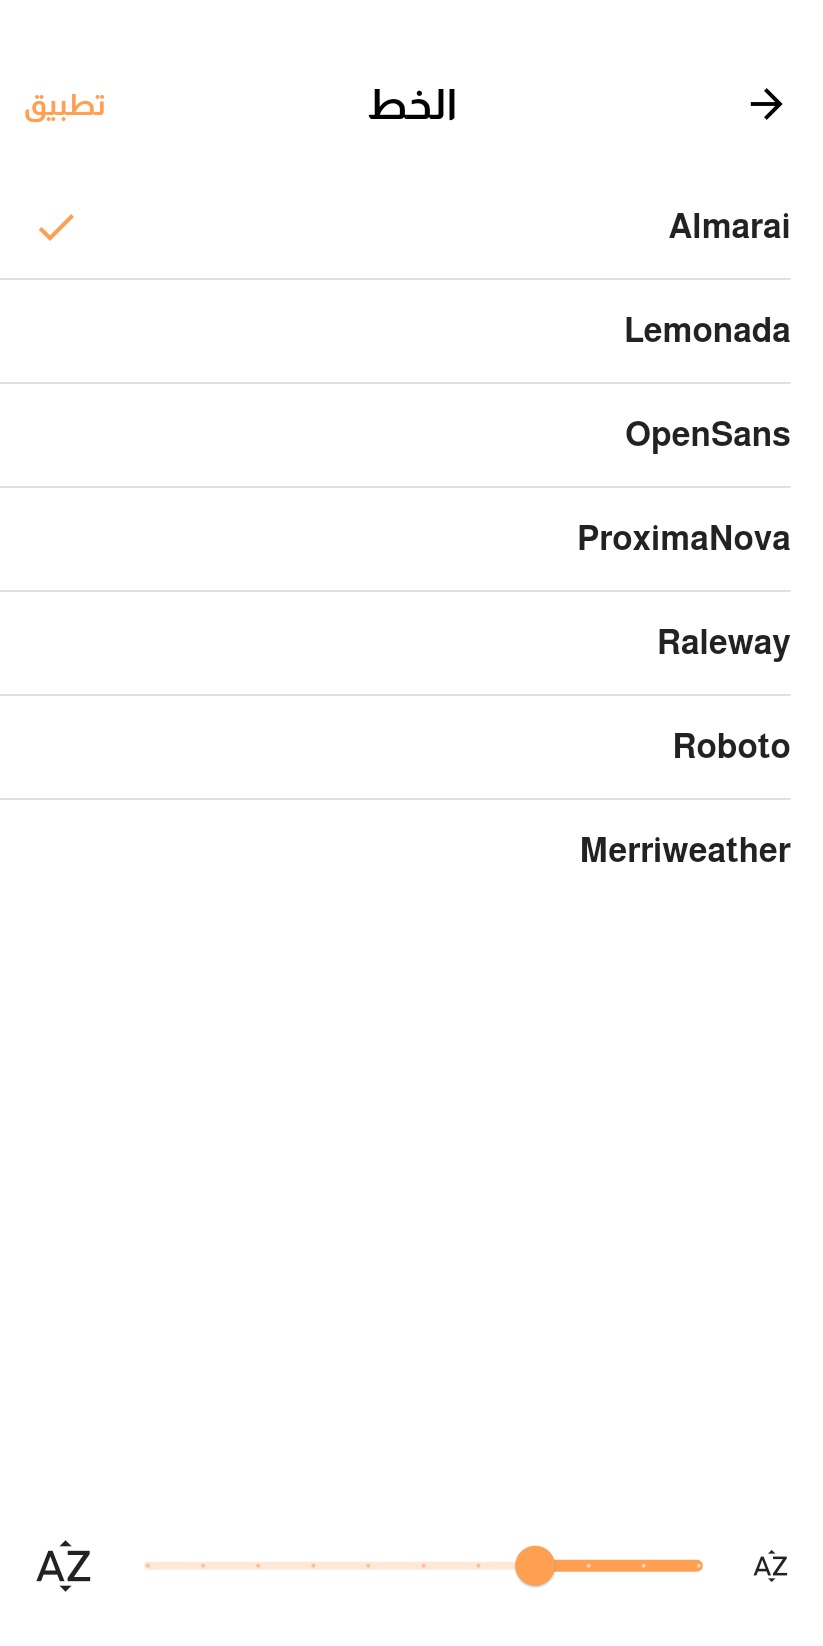 الخط
تطبيق
Almarai
Lemonada
OpenSans
ProximaNova
Raleway
Roboto
Merriweather
AZ
AZ